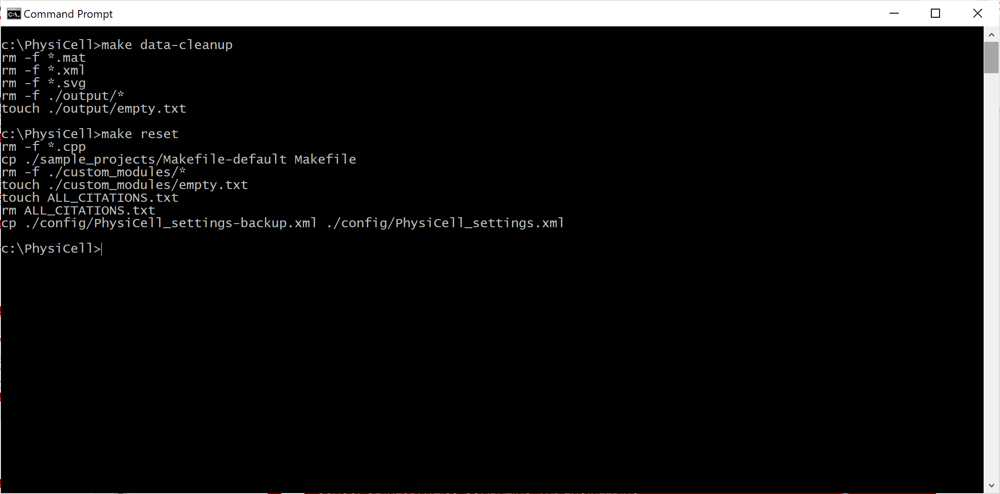 Command Prompt
c:\PhysiCell>make data-cleanup
rm -f *.mat
rm -f *.xml
rm -f *.svg
rm -f ./output/*
touch ./output/empty.txt
c:\PhysiCell>make reset
rm -f *.cpp
cp ./sample_projects/Makefile-default Makefile
rm -f ./custom_modules/*
touch ./custom_modules/empty.txt
touch ALL_CITATIONS.txt
rm ALL_CITATIONS.txt
cp ./config/PhysiCell_settings-backup.xml ./config/PhysiCell_settings.xml
c:\PhysiCell>